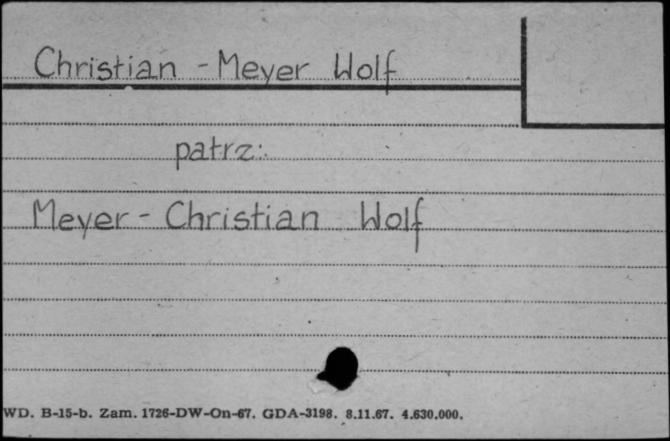 Christian - Meyer Wolf
patrz:
Meyer - Christian Wolf
WD. B-15-b. Zam. 1726-DW-On-67. GDA-3198. 8.11.67. 4.630.000.